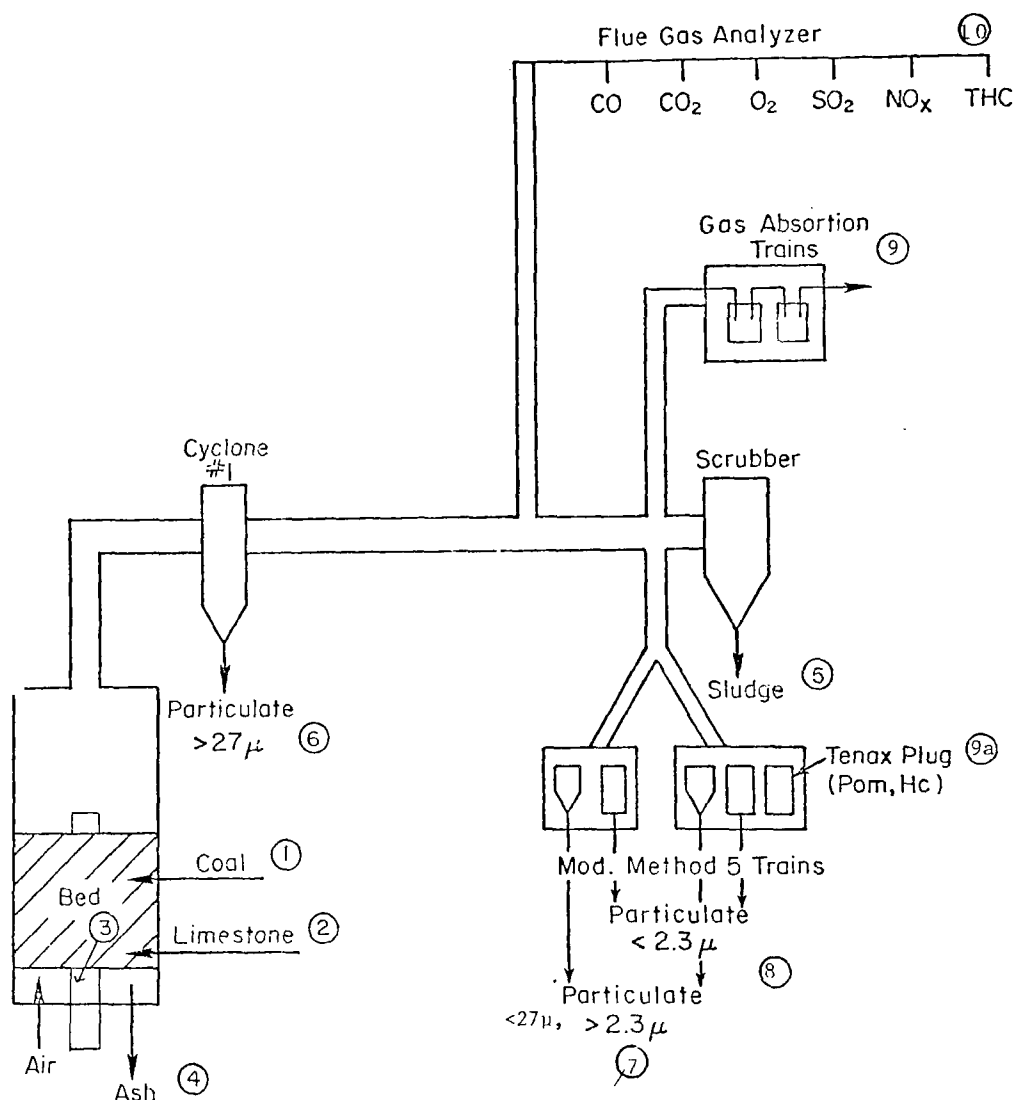 Flue Gas Analyzer 10
CO CO2 O2 SO2 NOx THC
Gas Absortion
Trains 9
Cyclone
#1
Scrubber
Particulate
>27μ 6
Sludge 5
Tenax Plug 9a
(Pom, Hc)
Coal 1
Bed
3
Limestone 2
Mod. Method 5 Trains
Particulate
< 2.3μ
8
Particulate
<27μ, >2.3μ
7
Air
Ash 4